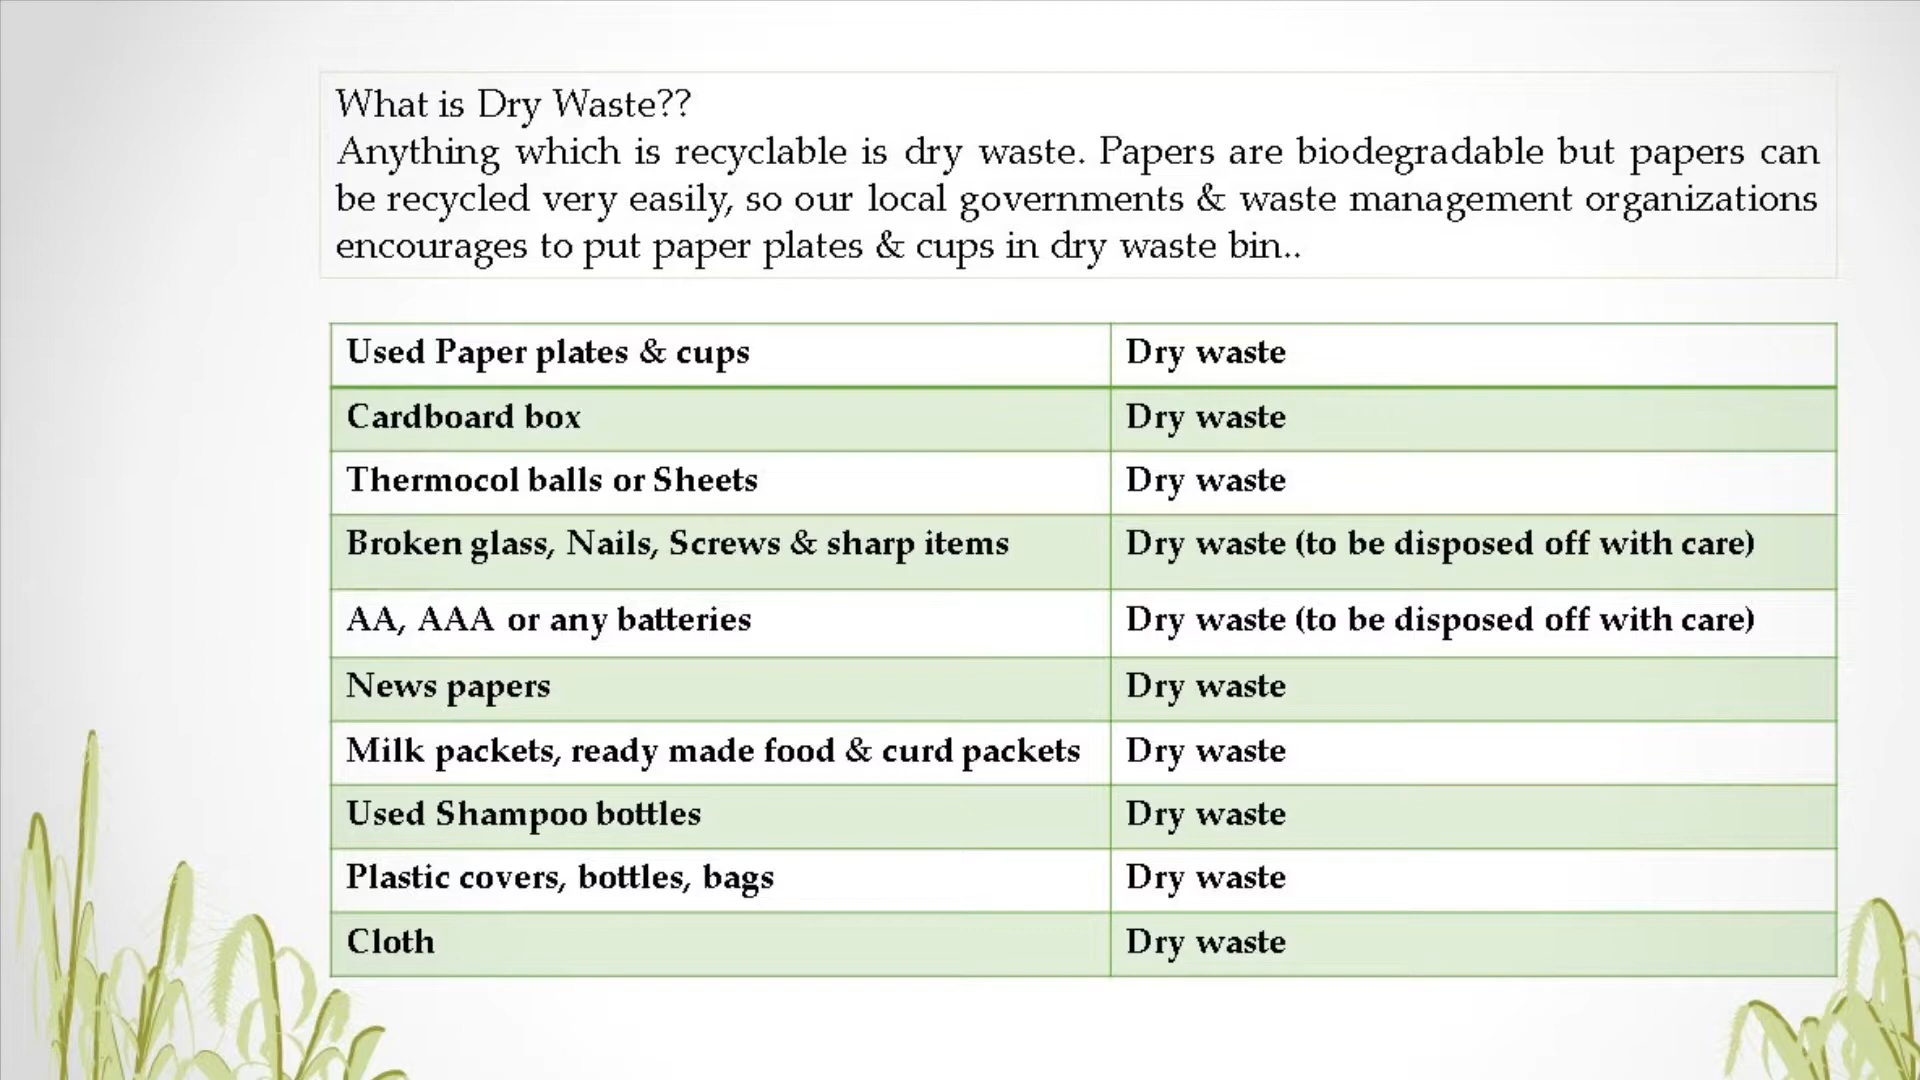 What is Dry Waste??
Anything which is recyclable is dry waste. Papers are biodegradable but papers can
be recycled very easily, so our local governments & waste management organizations
encourages to put paper plates & cups in dry waste bin..
Used Paper plates & cups Dry waste
Cardboard box Dry waste
Thermocol balls or Sheets Dry waste
Broken glass, Nails, Screws & sharp items Dry waste (to be disposed off with care)
AA, AAA or any batteries Dry waste (to be disposed off with care)
News papers Dry waste
Milk packets, ready made food & curd packets Dry waste
Used Shampoo bottles Dry waste
Plastic covers, bottles, bags Dry waste
Cloth Dry waste